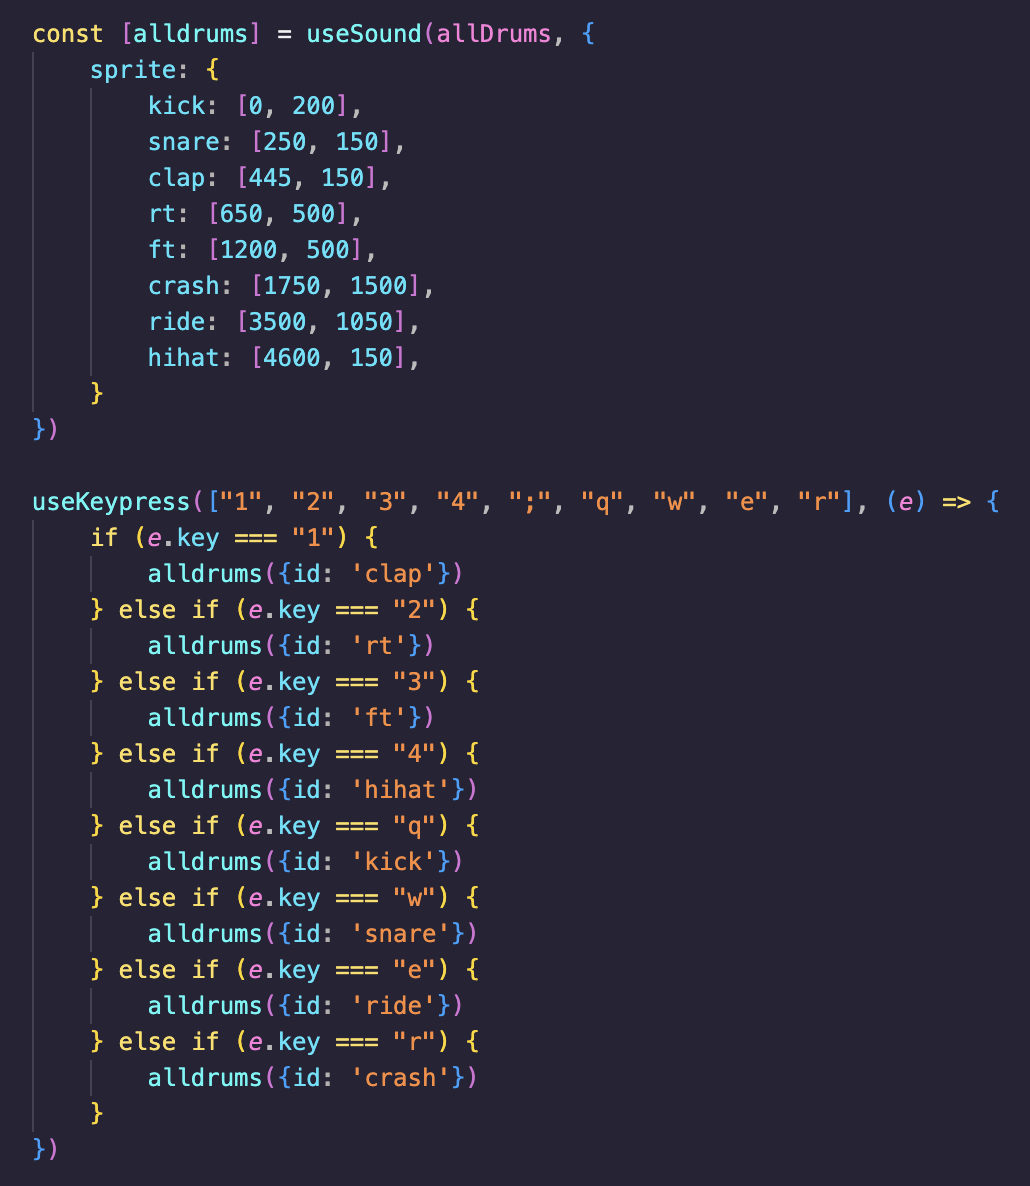 const [alldrums] = useSound(allDrums, {
    sprite: {
        kick: [0, 200],
        snare: [250, 150],
        clap: [445, 150],
        rt: [650, 500],
        ft: [1200, 500],
        crash: [1750, 1500],
        ride: [3500, 1050],
        hihat: [4600, 150],
    }
})

useKeypress(["1", "2", "3", "4", ";", "q", "w", "e", "r"], (e) => {
    if (e.key === "1") {
        alldrums({id: 'clap'})
    } else if (e.key === "2") {
        alldrums({id: 'rt'})
    } else if (e.key === "3") {
        alldrums({id: 'ft'})
    } else if (e.key === "4") {
        alldrums({id: 'hihat'})
    } else if (e.key === "q") {
        alldrums({id: 'kick'})
    } else if (e.key === "w") {
        alldrums({id: 'snare'})
    } else if (e.key === "e") {
        alldrums({id: 'ride'})
    } else if (e.key === "r") {
        alldrums({id: 'crash'})
    }
})